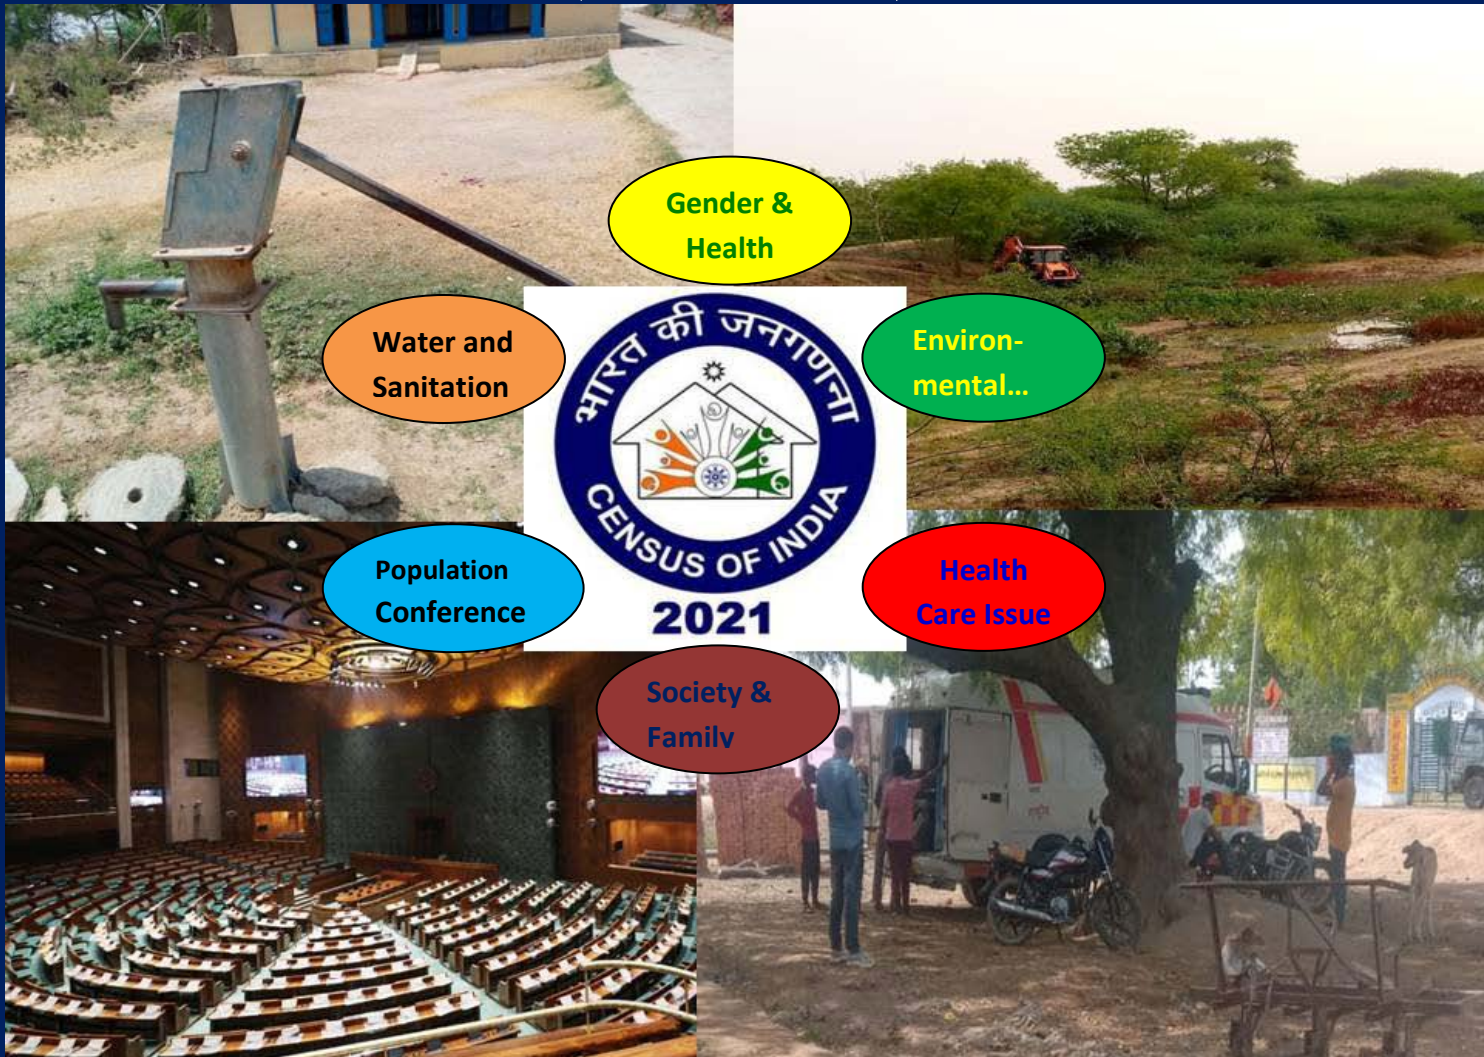 Gender &
Health
Water and
Sanitation
Environ-
mental...
भारत की जनगणना
CENSUS OF INDIA
2021
Population
Conference
Health
Care Issue
Society &
Family